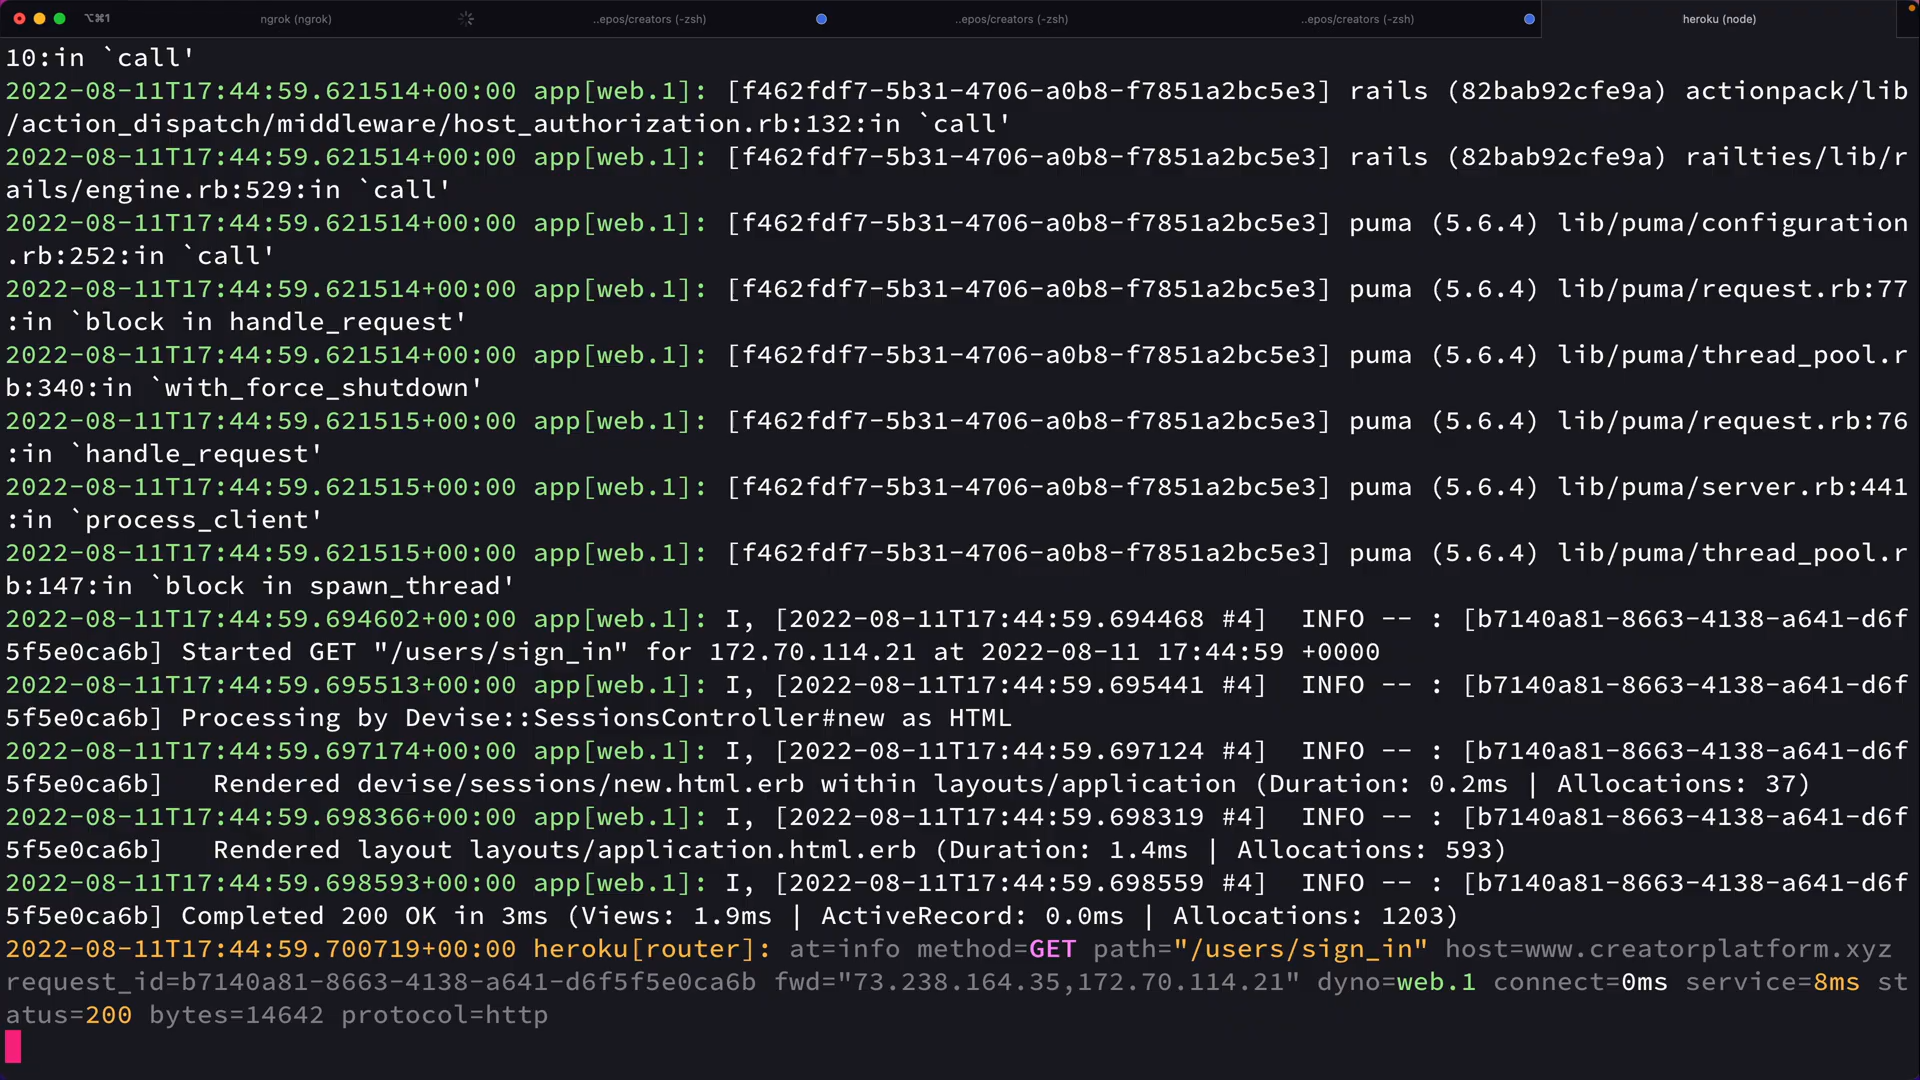 ⌥⌘1 ngrok (ngrok) ..epos/creators (-zsh) ..epos/creators (-zsh) ..epos/creators (-zsh) heroku (node)
10:in `call'
2022-08-11T17:44:59.621514+00:00 app[web.1]: [f462fdf7-5b31-4706-a0b8-f7851a2bc5e3] rails (82bab92cfe9a) actionpack/lib
/action_dispatch/middleware/host_authorization.rb:132:in `call'
2022-08-11T17:44:59.621514+00:00 app[web.1]: [f462fdf7-5b31-4706-a0b8-f7851a2bc5e3] rails (82bab92cfe9a) railties/lib/r
ails/engine.rb:529:in `call'
2022-08-11T17:44:59.621514+00:00 app[web.1]: [f462fdf7-5b31-4706-a0b8-f7851a2bc5e3] puma (5.6.4) lib/puma/configuration
.rb:252:in `call'
2022-08-11T17:44:59.621514+00:00 app[web.1]: [f462fdf7-5b31-4706-a0b8-f7851a2bc5e3] puma (5.6.4) lib/puma/request.rb:77
:in `block in handle_request'
2022-08-11T17:44:59.621514+00:00 app[web.1]: [f462fdf7-5b31-4706-a0b8-f7851a2bc5e3] puma (5.6.4) lib/puma/thread_pool.r
b:340:in `with_force_shutdown'
2022-08-11T17:44:59.621515+00:00 app[web.1]: [f462fdf7-5b31-4706-a0b8-f7851a2bc5e3] puma (5.6.4) lib/puma/request.rb:76
:in `handle_request'
2022-08-11T17:44:59.621515+00:00 app[web.1]: [f462fdf7-5b31-4706-a0b8-f7851a2bc5e3] puma (5.6.4) lib/puma/server.rb:441
:in `process_client'
2022-08-11T17:44:59.621515+00:00 app[web.1]: [f462fdf7-5b31-4706-a0b8-f7851a2bc5e3] puma (5.6.4) lib/puma/thread_pool.r
b:147:in `block in spawn_thread'
2022-08-11T17:44:59.694602+00:00 app[web.1]: I, [2022-08-11T17:44:59.694468 #4]  INFO -- : [b7140a81-8663-4138-a641-d6f
5f5e0ca6b] Started GET "/users/sign_in" for 172.70.114.21 at 2022-08-11 17:44:59 +0000
2022-08-11T17:44:59.695513+00:00 app[web.1]: I, [2022-08-11T17:44:59.695441 #4]  INFO -- : [b7140a81-8663-4138-a641-d6f
5f5e0ca6b] Processing by Devise::SessionsController#new as HTML
2022-08-11T17:44:59.697174+00:00 app[web.1]: I, [2022-08-11T17:44:59.697124 #4]  INFO -- : [b7140a81-8663-4138-a641-d6f
5f5e0ca6b]   Rendered devise/sessions/new.html.erb within layouts/application (Duration: 0.2ms | Allocations: 37)
2022-08-11T17:44:59.698366+00:00 app[web.1]: I, [2022-08-11T17:44:59.698319 #4]  INFO -- : [b7140a81-8663-4138-a641-d6f
5f5e0ca6b]   Rendered layout layouts/application.html.erb (Duration: 1.4ms | Allocations: 593)
2022-08-11T17:44:59.698593+00:00 app[web.1]: I, [2022-08-11T17:44:59.698559 #4]  INFO -- : [b7140a81-8663-4138-a641-d6f
5f5e0ca6b] Completed 200 OK in 3ms (Views: 1.9ms | ActiveRecord: 0.0ms | Allocations: 1203)
2022-08-11T17:44:59.700719+00:00 heroku[router]: at=info method=GET path="/users/sign_in" host=www.creatorplatform.xyz
request_id=b7140a81-8663-4138-a641-d6f5f5e0ca6b fwd="73.238.164.35,172.70.114.21" dyno=web.1 connect=0ms service=8ms st
atus=200 bytes=14642 protocol=http